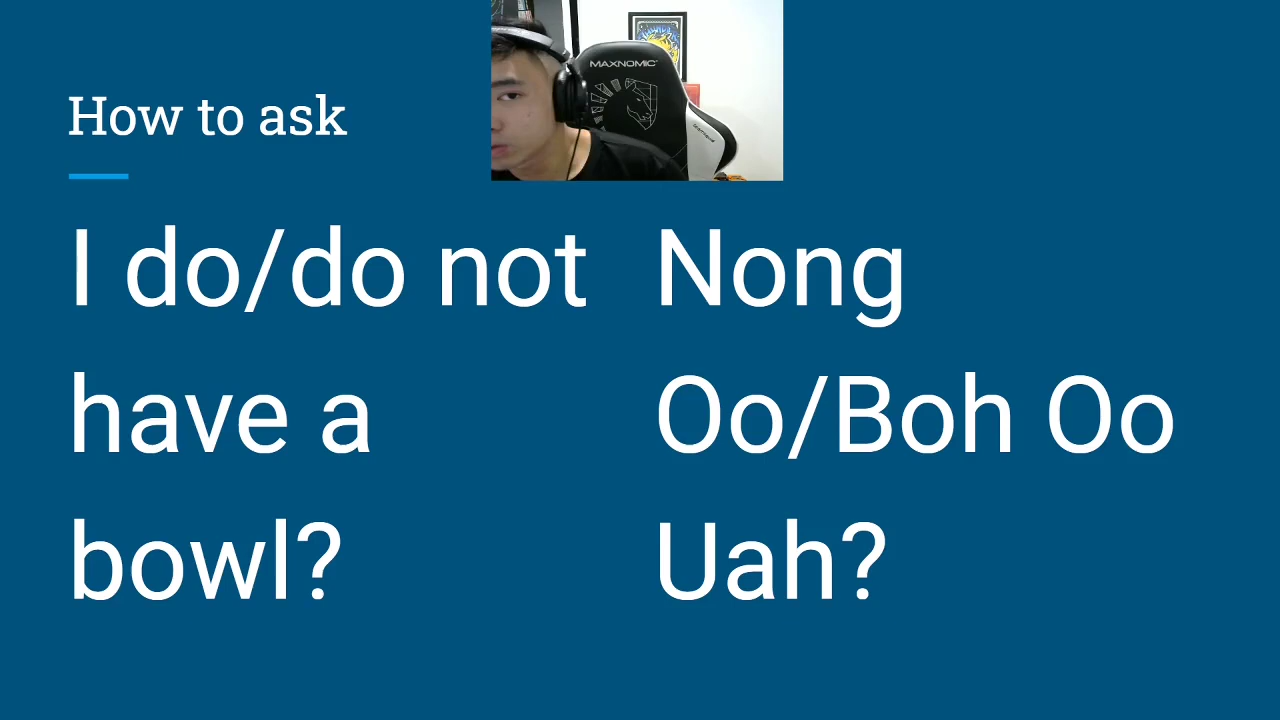 MAXNOMIC
How to ask
I do/do not
have a
bowl?
Nong
Oo/Boh Oo
Uah?